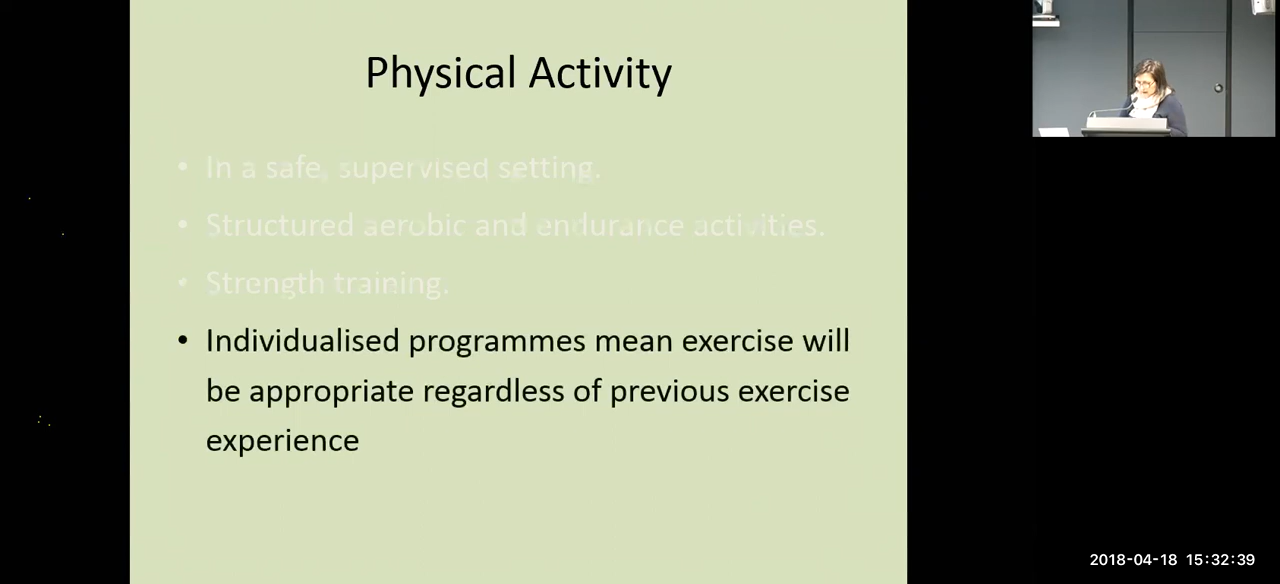 Physical Activity
• In a safe, supervised setting.
• Structured aerobic and endurance activities.
• Strength training.
• Individualised programmes mean exercise will
be appropriate regardless of previous exercise
experience
2018-04-18 15:32:39